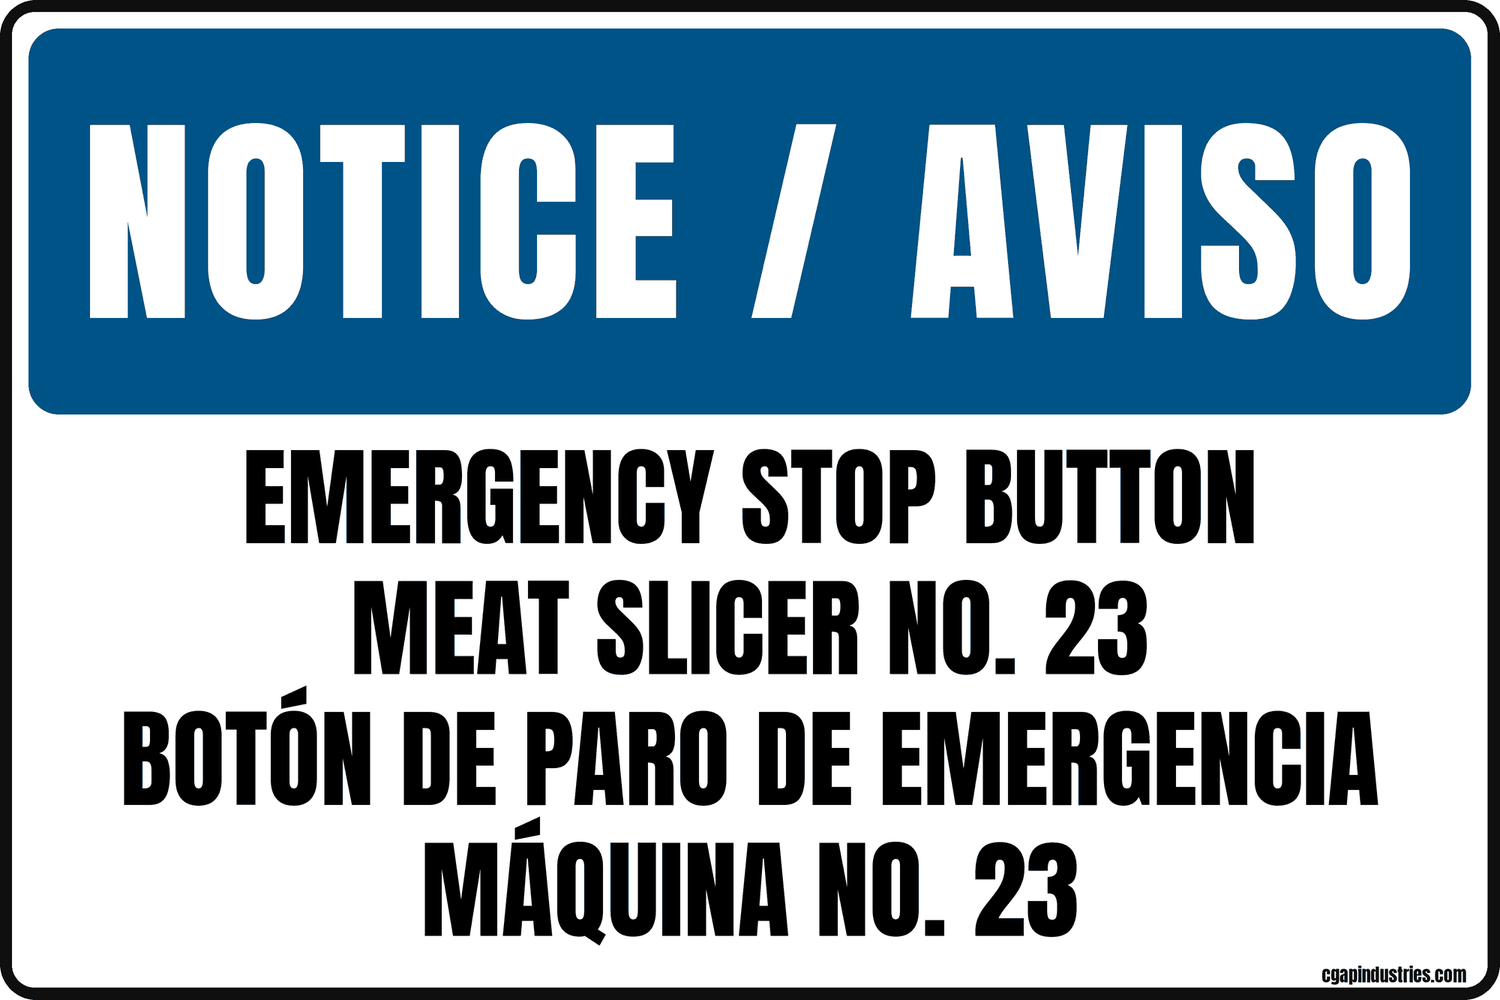 NOTICE / AVISO
EMERGENCY STOP BUTTON
MEAT SLICER NO. 23
BOTÓN DE PARO DE EMERGENCIA
MÁQUINA NO. 23
cgapindustries.com